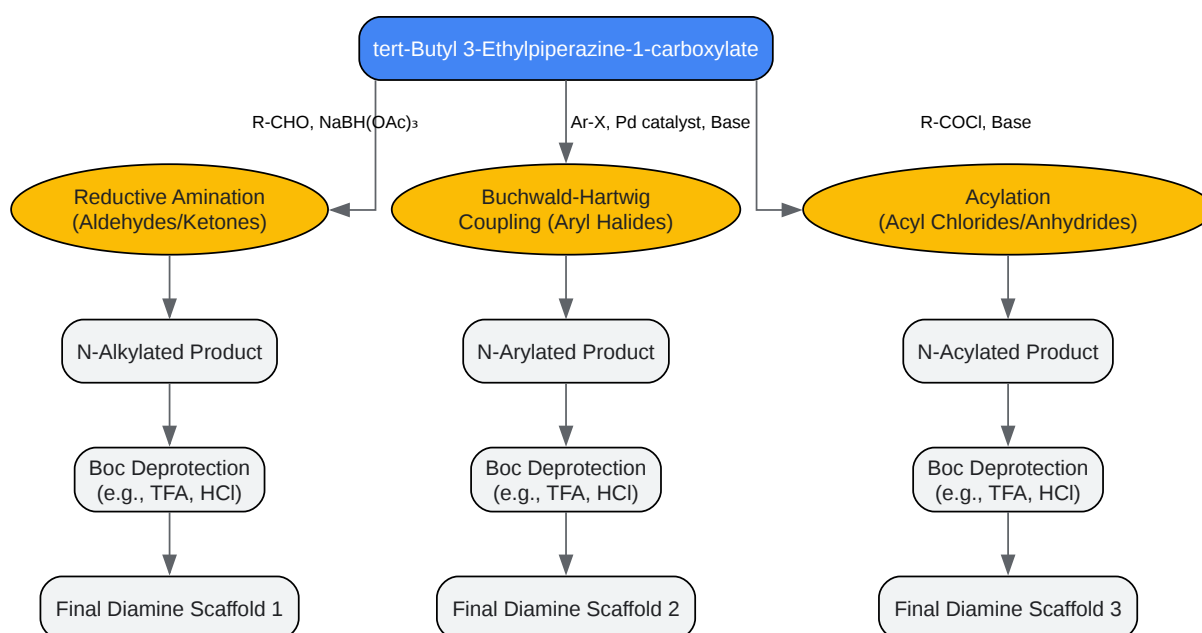 tert-Butyl 3-Ethylpiperazine-1-carboxylate
R-CHO, NaBH(OAc)₃
Ar-X, Pd catalyst, Base
R-COCl, Base
Reductive Amination
(Aldehydes/Ketones)
Buchwald-Hartwig
Coupling (Aryl Halides)
Acylation
(Acyl Chlorides/Anhydrides)
N-Alkylated Product
N-Arylated Product
N-Acylated Product
Boc Deprotection
(e.g., TFA, HCl)
Boc Deprotection
(e.g., TFA, HCl)
Boc Deprotection
(e.g., TFA, HCl)
Final Diamine Scaffold 1
Final Diamine Scaffold 2
Final Diamine Scaffold 3